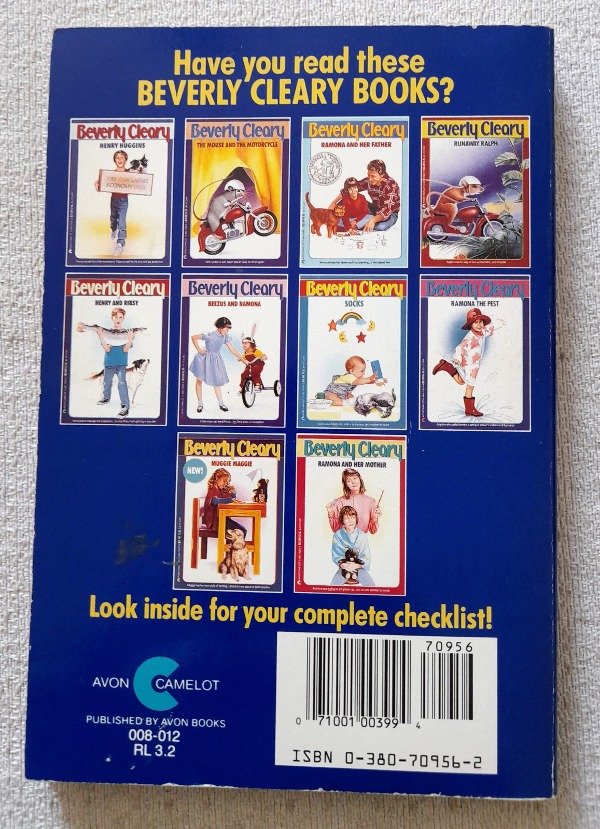 Have you read these
BEVERLY CLEARY BOOKS?
Beverly Cleary
HENRY HUGGINS
Beverly Cleary
THE MOUSE AND THE MOTORCYCLE
Beverly Cleary
RAMONA AND HER FATHER
Beverly Cleary
RUNAWAY RALPH
Beverly Cleary
HENRY AND RIBSY
Beverly Cleary
BEEZUS AND RAMONA
Beverly Cleary
SOCKS
Beverly Cleary
RAMONA THE PEST
Beverly Cleary
MUGGIE MAGGIE
NEW!
Beverly Cleary
RAMONA AND HER MOTHER
Look inside for your complete checklist!
AVON CAMELOT
PUBLISHED BY AVON BOOKS
008-012
RL 3.2
70956
0 71001 00399 4
ISBN 0-380-70956-2